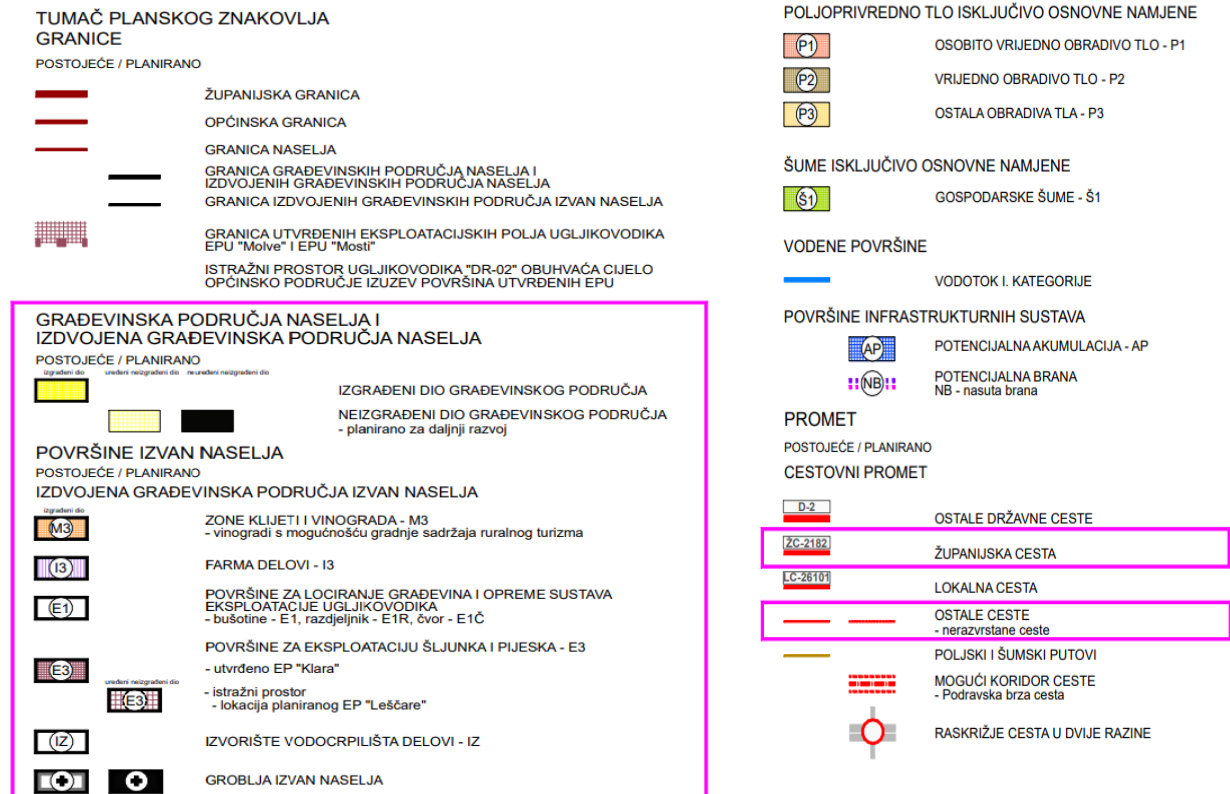 TUMAČ PLANSKOG ZNAKOVLJA
GRANICE
POSTOJEĆE / PLANIRANO
ŽUPANIJSKA GRANICA
OPĆINSKA GRANICA
GRANICA NASELJA
GRANICA GRAĐEVINSKIH PODRUČJA NASELJA I
IZDVOJENIH GRAĐEVINSKIH PODRUČJA NASELJA
GRANICA IZDVOJENIH GRAĐEVINSKIH PODRUČJA IZVAN NASELJA
GRANICA UTVRĐENIH EKSPLOATACIJSKIH POLJA UGLJIKOVODIKA
EPU "Molve" I EPU "Mosti"
ISTRAŽNI PROSTOR UGLJIKOVODIKA "DR-02" OBUHVAĆA CIJELO
OPĆINSKO PODRUČJE IZUZEV POVRŠINA UTVRĐENIH EPU
GRAĐEVINSKA PODRUČJA NASELJA I
IZDVOJENA GRAĐEVINSKA PODRUČJA NASELJA
POSTOJEĆE / PLANIRANO
izgrađeni dio uređeni neizgrađeni dio neuređeni neizgrađeni dio
IZGRAĐENI DIO GRAĐEVINSKOG PODRUČJA
NEIZGRAĐENI DIO GRAĐEVINSKOG PODRUČJA
- planirano za daljnji razvoj
POVRŠINE IZVAN NASELJA
POSTOJEĆE / PLANIRANO
IZDVOJENA GRAĐEVINSKA PODRUČJA IZVAN NASELJA
izgrađeni dio
M3 ZONE KLIJETI I VINOGRADA - M3
- vinogradi s mogućnošću gradnje sadržaja ruralnog turizma
I3 FARMA DELOVI - I3
POVRŠINE ZA LOCIRANJE GRAĐEVINA I OPREME SUSTAVA
E1 EKSPLOATACIJE UGLJIKOVODIKA
- bušotine - E1, razdjeljnik - E1R, čvor - E1Č
POVRŠINE ZA EKSPLOATACIJU ŠLJUNKA I PIJESKA - E3
E3 - utvrđeno EP "Klara"
uređeni neizgrađeni dio
E3 - istražni prostor
- lokacija planiranog EP "Leščare"
IZ IZVORIŠTE VODOCRPILIŠTA DELOVI - IZ
GROBLJA IZVAN NASELJA
POLJOPRIVREDNO TLO ISKLJUČIVO OSNOVNE NAMJENE
P1 OSOBITO VRIJEDNO OBRADIVO TLO - P1
P2 VRIJEDNO OBRADIVO TLO - P2
P3 OSTALA OBRADIVA TLA - P3
ŠUME ISKLJUČIVO OSNOVNE NAMJENE
Š1 GOSPODARSKE ŠUME - Š1
VODENE POVRŠINE
VODOTOK I. KATEGORIJE
POVRŠINE INFRASTRUKTURNIH SUSTAVA
AP POTENCIJALNA AKUMULACIJA - AP
NB POTENCIJALNA BRANA
NB - nasuta brana
PROMET
POSTOJEĆE / PLANIRANO
CESTOVNI PROMET
D-2 OSTALE DRŽAVNE CESTE
ŽC-2182 ŽUPANIJSKA CESTA
LC-26101 LOKALNA CESTA
OSTALE CESTE
- nerazvrstane ceste
POLJSKI I ŠUMSKI PUTOVI
MOGUĆI KORIDOR CESTE
- Podravska brza cesta
RASKRIŽJE CESTA U DVIJE RAZINE